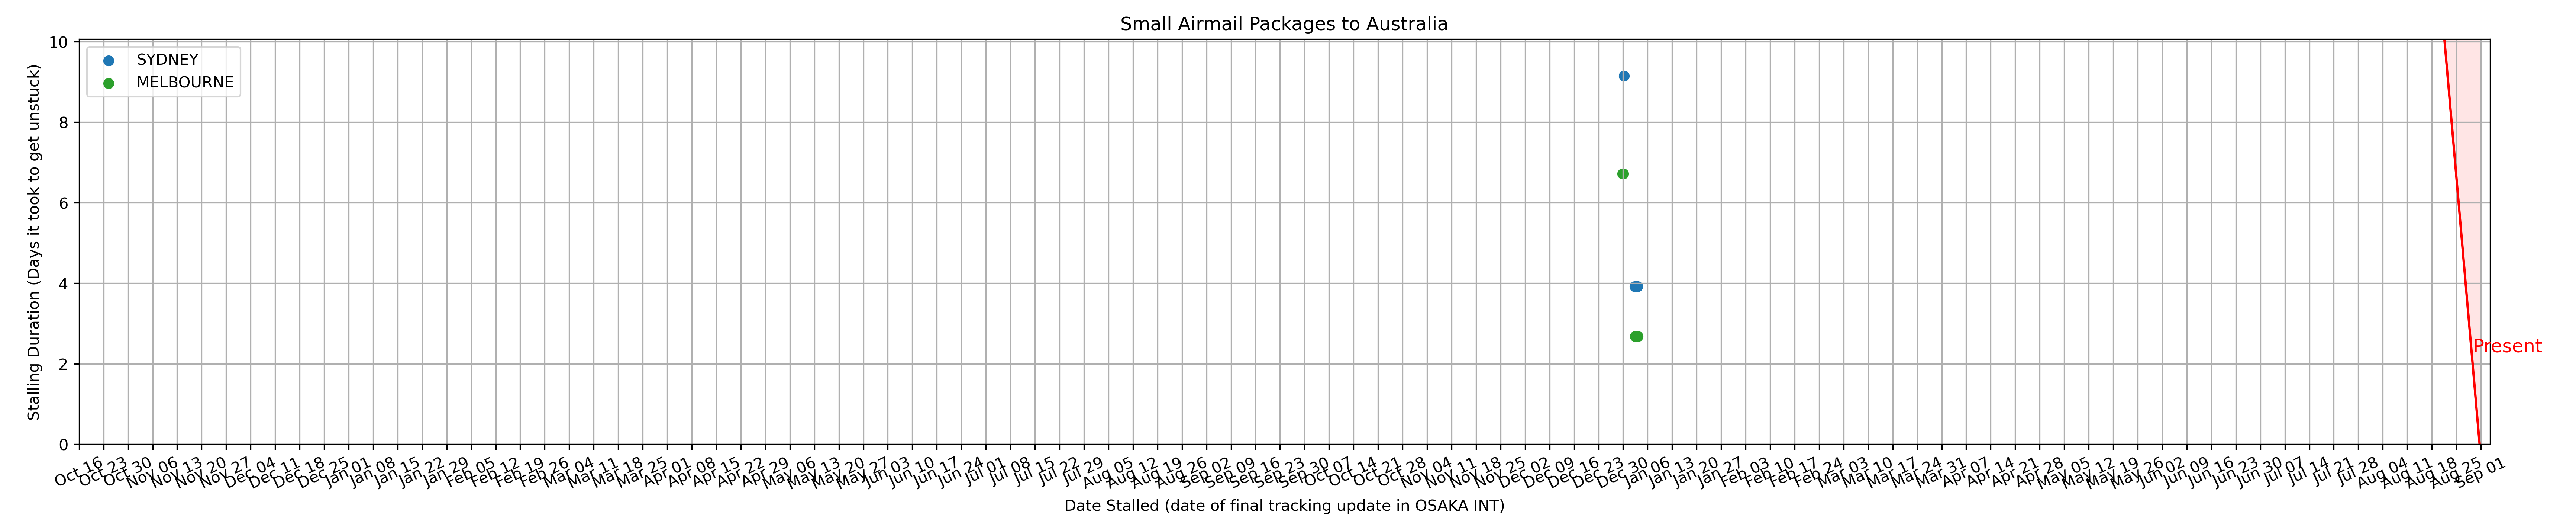 Small Airmail Packages to Australia
SYDNEY
MELBOURNE
Stalling Duration (Days it took to get unstuck)
10
8
6
4
2
0
Present
Oct 16
Oct 23
Oct 30
Nov 06
Nov 13
Nov 20
Nov 27
Dec 04
Dec 11
Dec 18
Dec 25
Jan 01
Jan 08
Jan 15
Jan 22
Jan 29
Feb 05
Feb 12
Feb 19
Feb 26
Mar 04
Mar 11
Mar 18
Mar 25
Apr 01
Apr 08
Apr 15
Apr 22
Apr 29
May 06
May 13
May 20
May 27
Jun 03
Jun 10
Jun 17
Jun 24
Jul 01
Jul 08
Jul 15
Jul 22
Jul 29
Aug 05
Aug 12
Aug 19
Aug 26
Sep 02
Sep 09
Sep 16
Sep 23
Sep 30
Oct 07
Oct 14
Oct 21
Oct 28
Nov 04
Nov 11
Nov 18
Nov 25
Dec 02
Dec 09
Dec 16
Dec 23
Dec 30
Jan 06
Jan 13
Jan 20
Jan 27
Feb 03
Feb 10
Feb 17
Feb 24
Mar 03
Mar 10
Mar 17
Mar 24
Mar 31
Apr 07
Apr 14
Apr 21
Apr 28
May 05
May 12
May 19
May 26
Jun 02
Jun 09
Jun 16
Jun 23
Jun 30
Jul 07
Jul 14
Jul 21
Jul 28
Aug 04
Aug 11
Aug 18
Aug 25
Sep 01
Date Stalled (date of final tracking update in OSAKA INT)